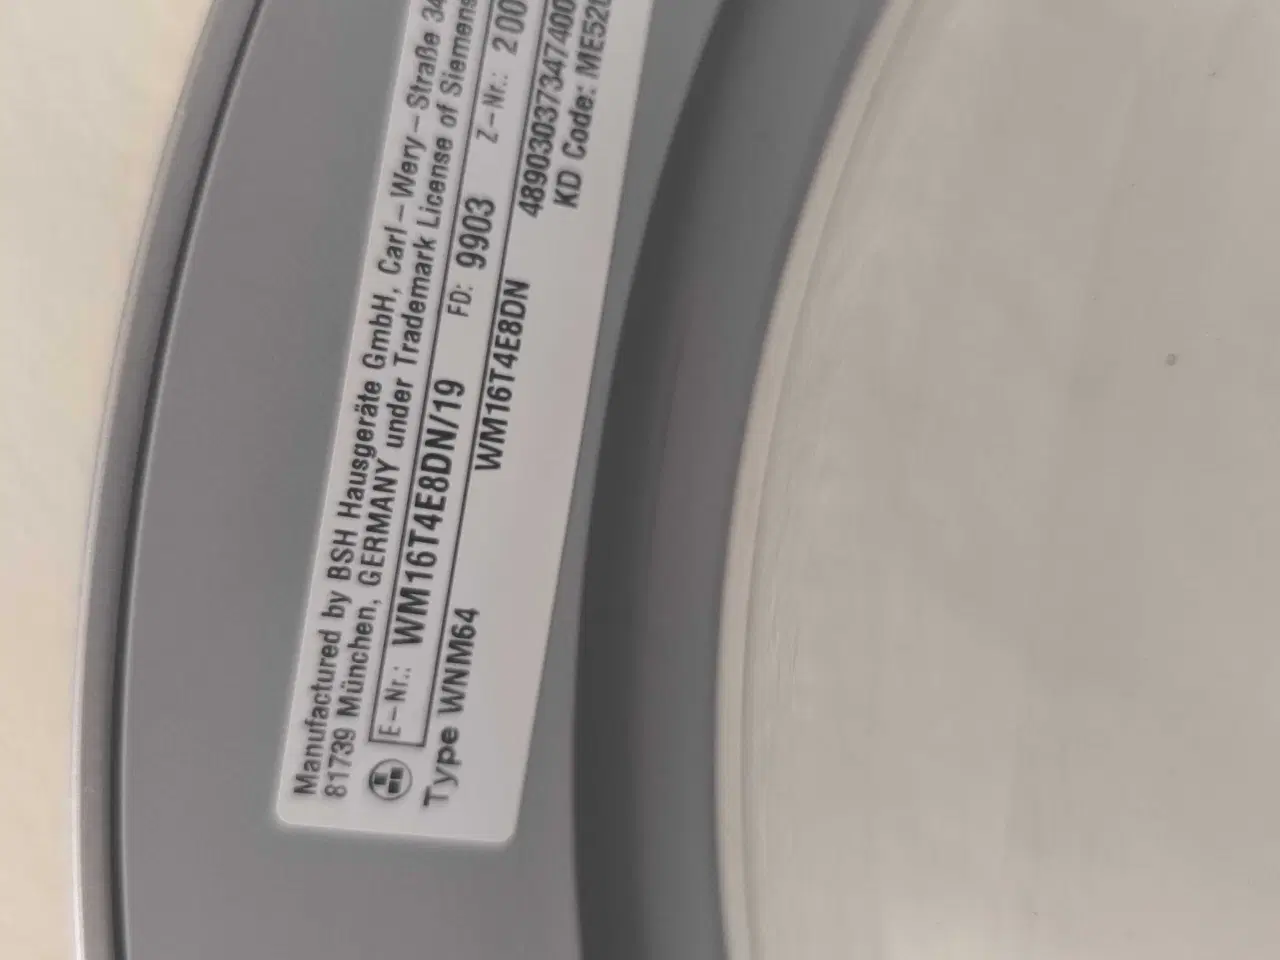 Manufactured by BSH Hausgeräte GmbH, Carl-Wery-Straße 34
81739 München, GERMANY under Trademark License of Siemens
E-Nr.: WM16T4E8DN/19 FD: 9903 Z-Nr.: 200
Type WNM64 WM16T4E8DN 48903037347400
KD Code: ME520